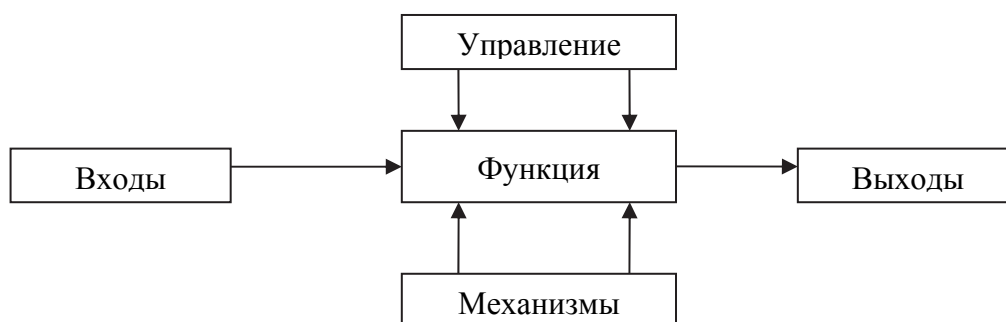 Управление
Входы
Функция
Выходы
Механизмы